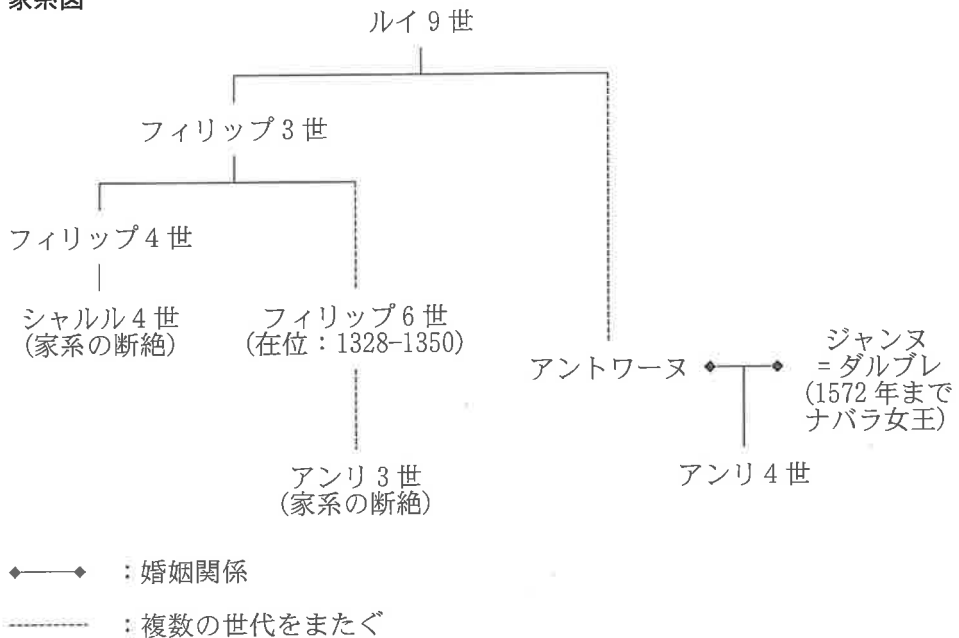 家系図
ルイ9世
フィリップ3世
フィリップ4世
シャルル4世
(家系の断絶)
フィリップ6世
(在位：1328-1350)
アントワーヌ
ジャンヌ
=ダルブレ
(1572年まで
ナバラ女王)
アンリ3世
(家系の断絶)
アンリ4世
：婚姻関係
：複数の世代をまたぐ